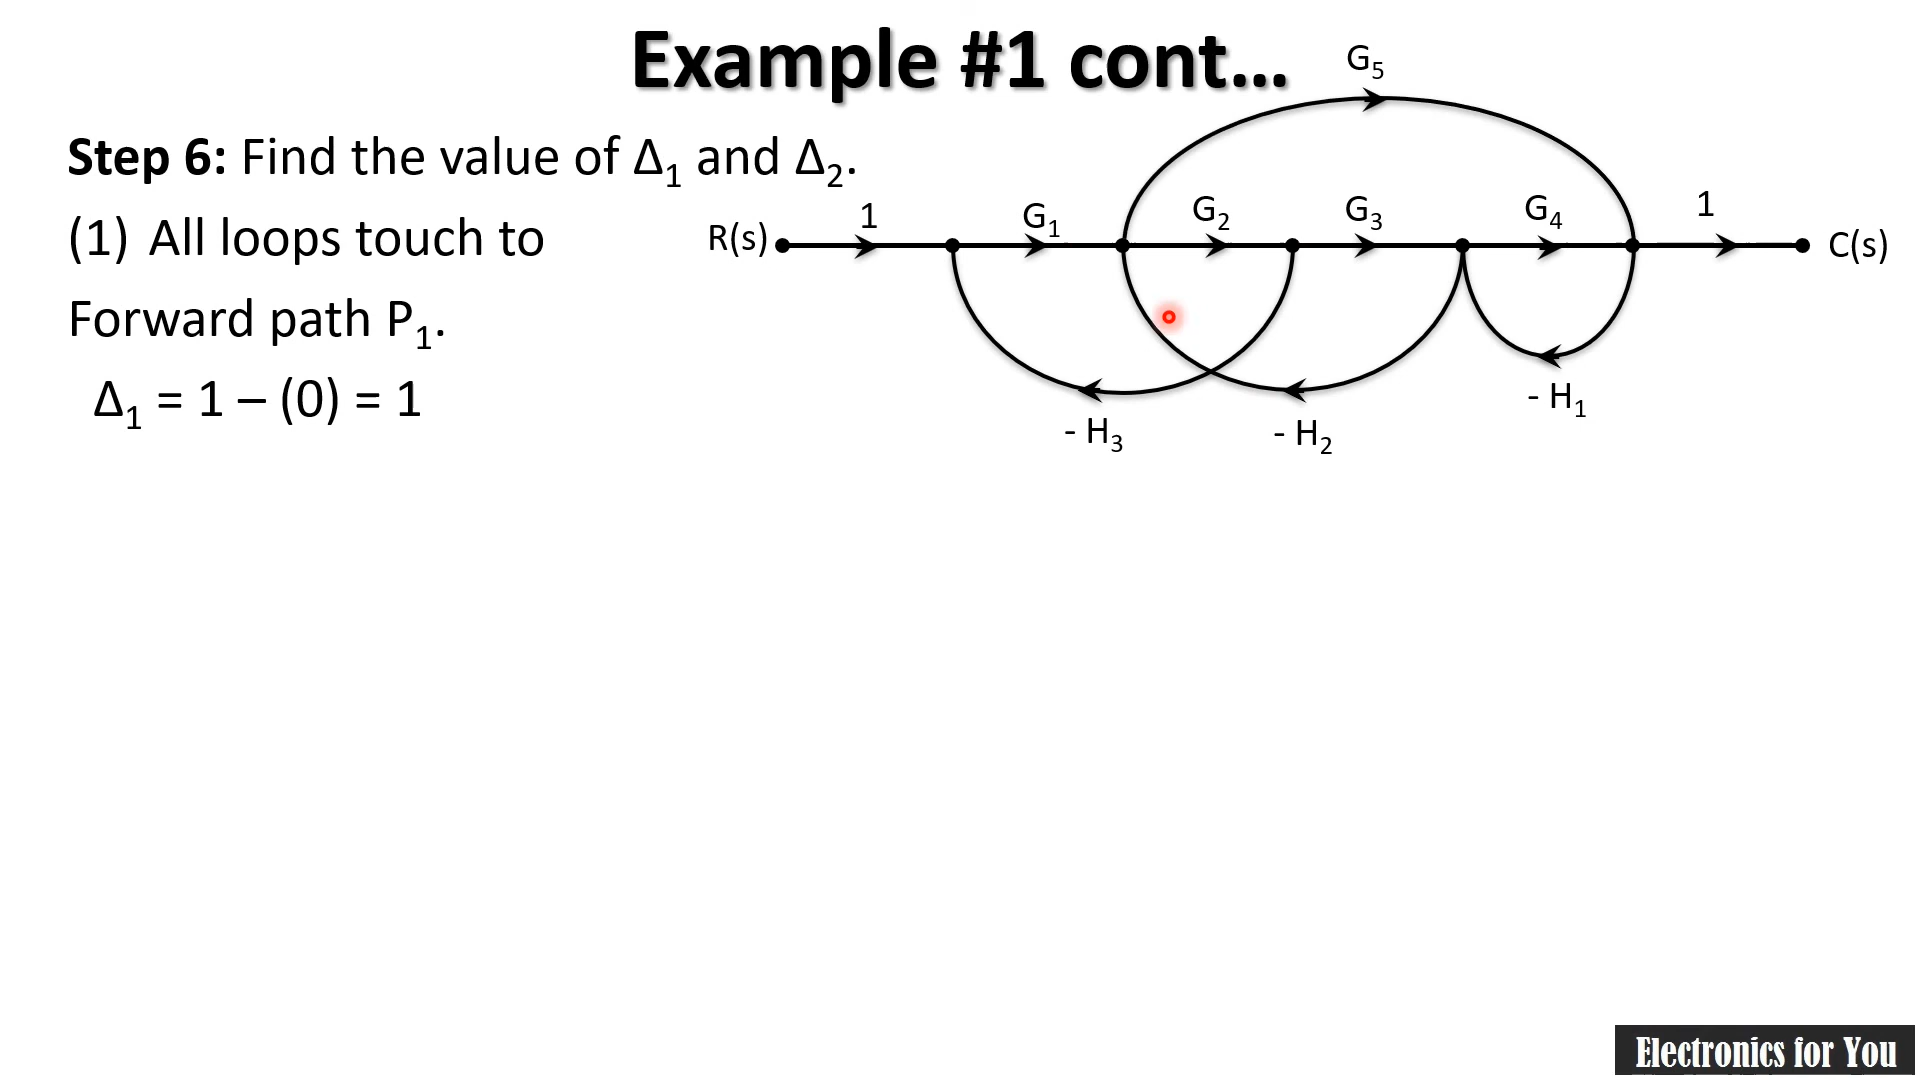 Example #1 cont...
Step 6: Find the value of Δ₁ and Δ₂.
(1) All loops touch to
Forward path P₁.
Δ₁ = 1 – (0) = 1
G₅
1
G₁
G₂
G₃
G₄
1
R(s)
C(s)
- H₁
- H₃
- H₂
Electronics for You